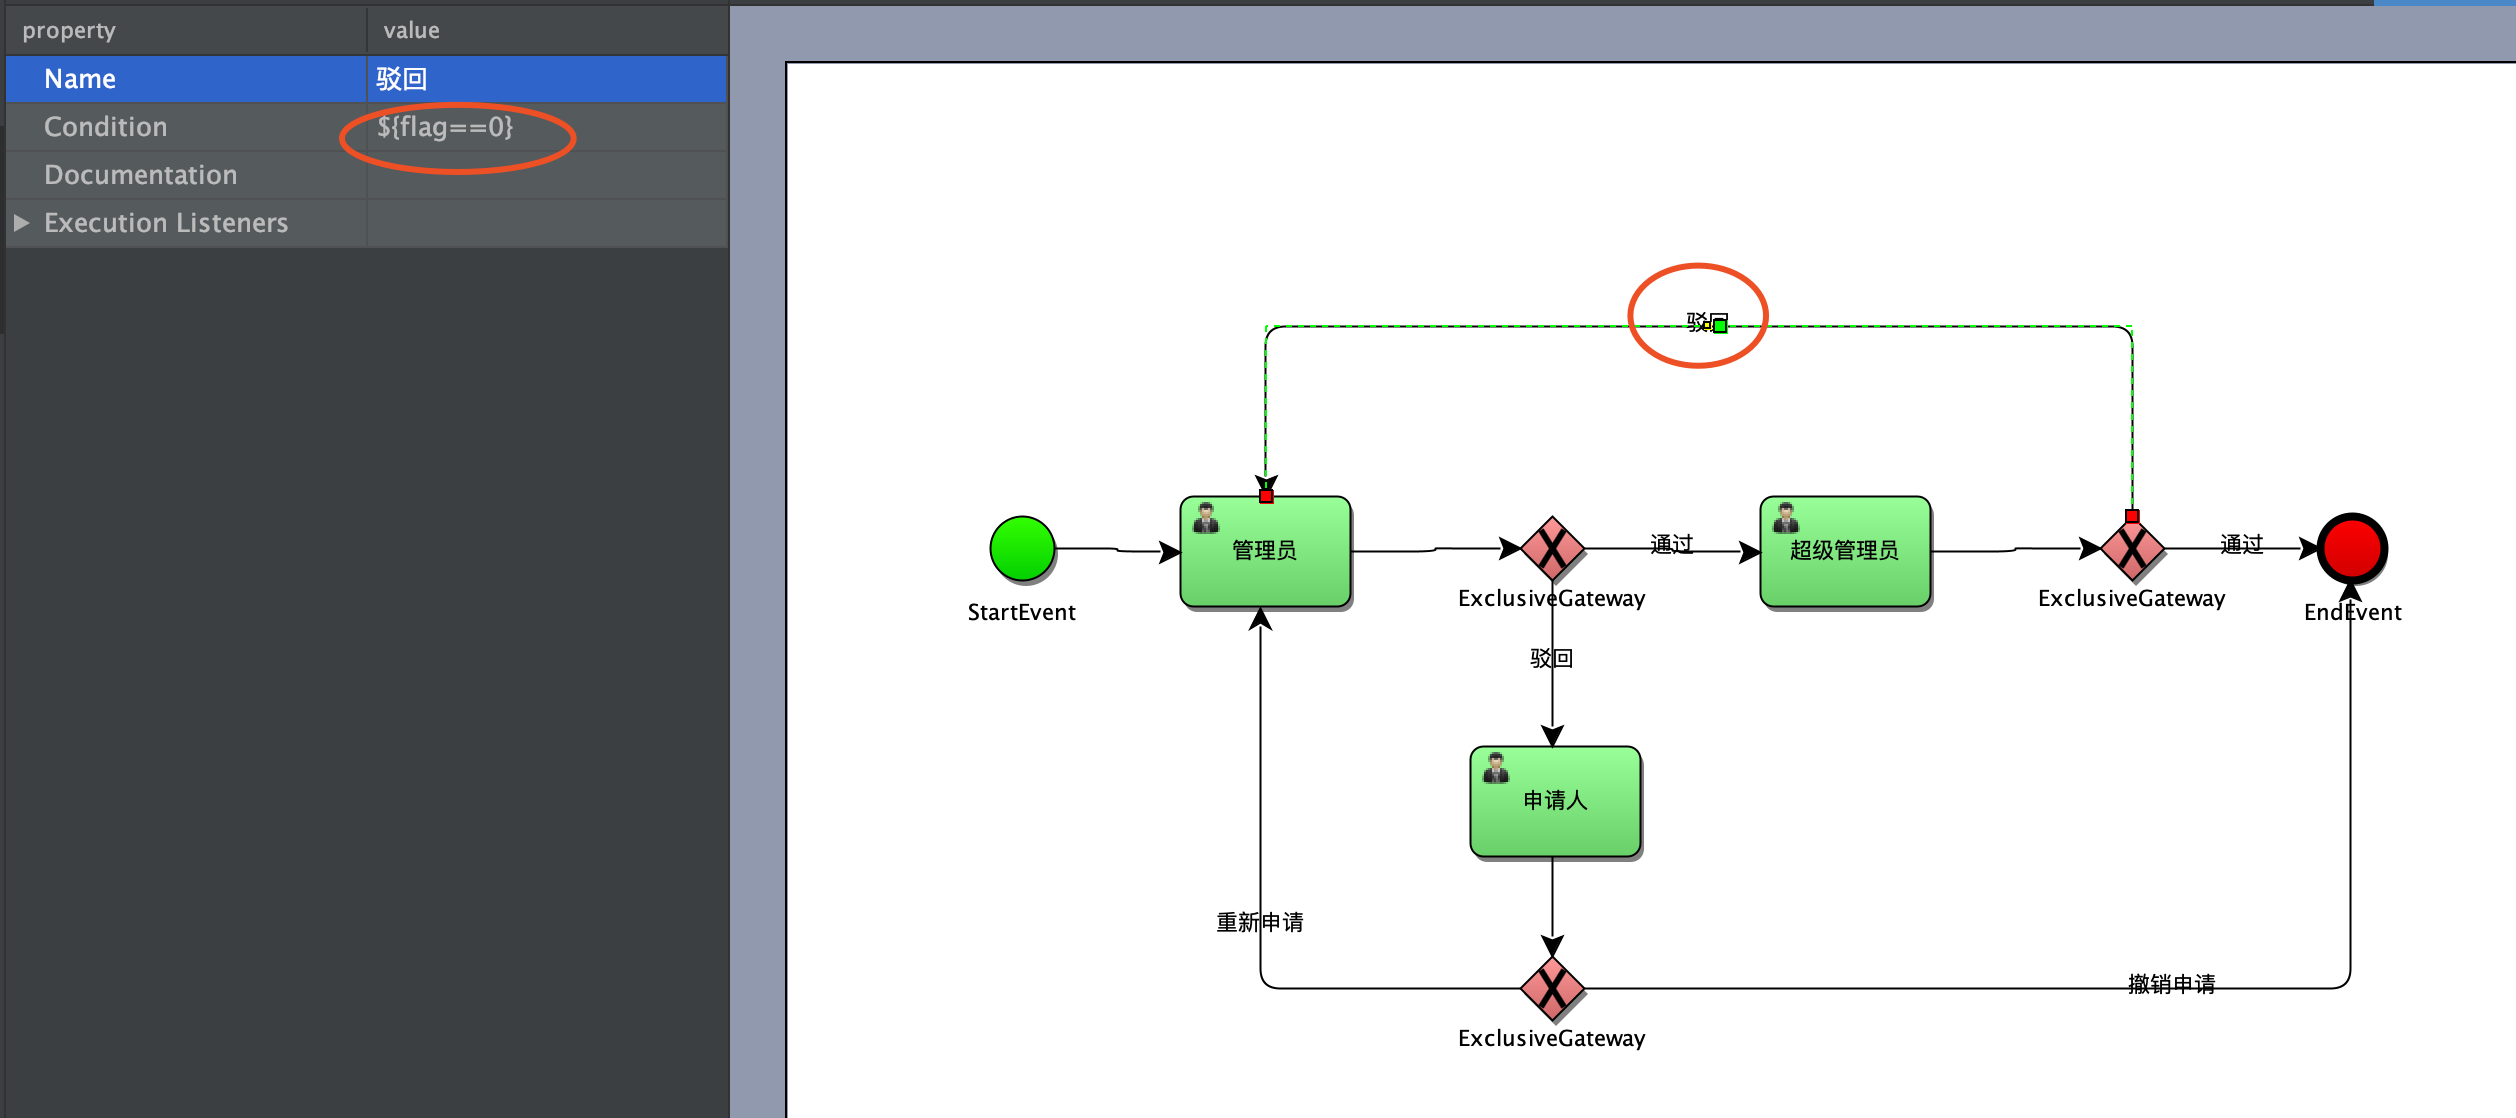 property value
Name 驳回
Condition ${flag==0}
Documentation
Execution Listeners
驳回
管理员
通过
超级管理员
通过
StartEvent
ExclusiveGateway
ExclusiveGateway
EndEvent
驳回
申请人
重新申请
撤销申请
ExclusiveGateway